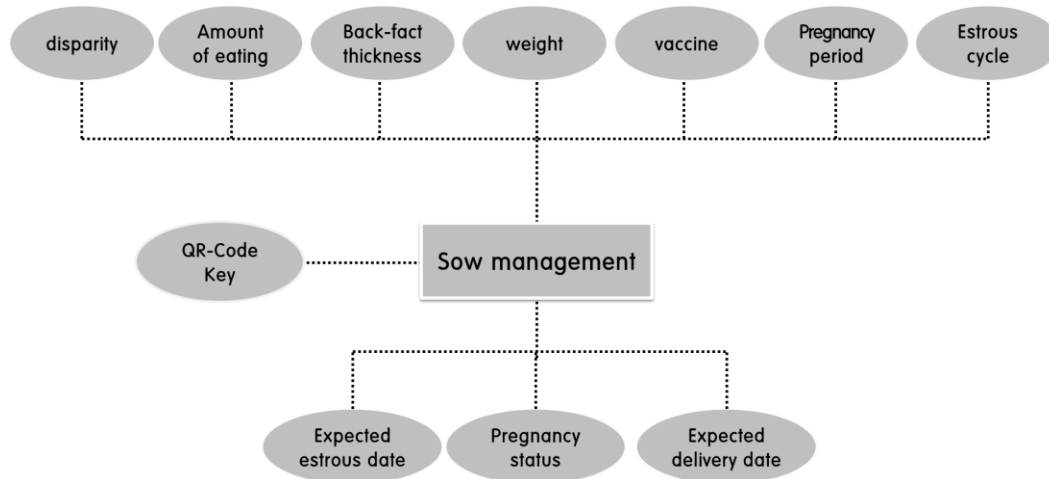 disparity
Amount
of eating
Back-fact
thickness
weight
vaccine
Pregnancy
period
Estrous
cycle
QR-Code
Key
Sow management
Expected
estrous date
Pregnancy
status
Expected
delivery date